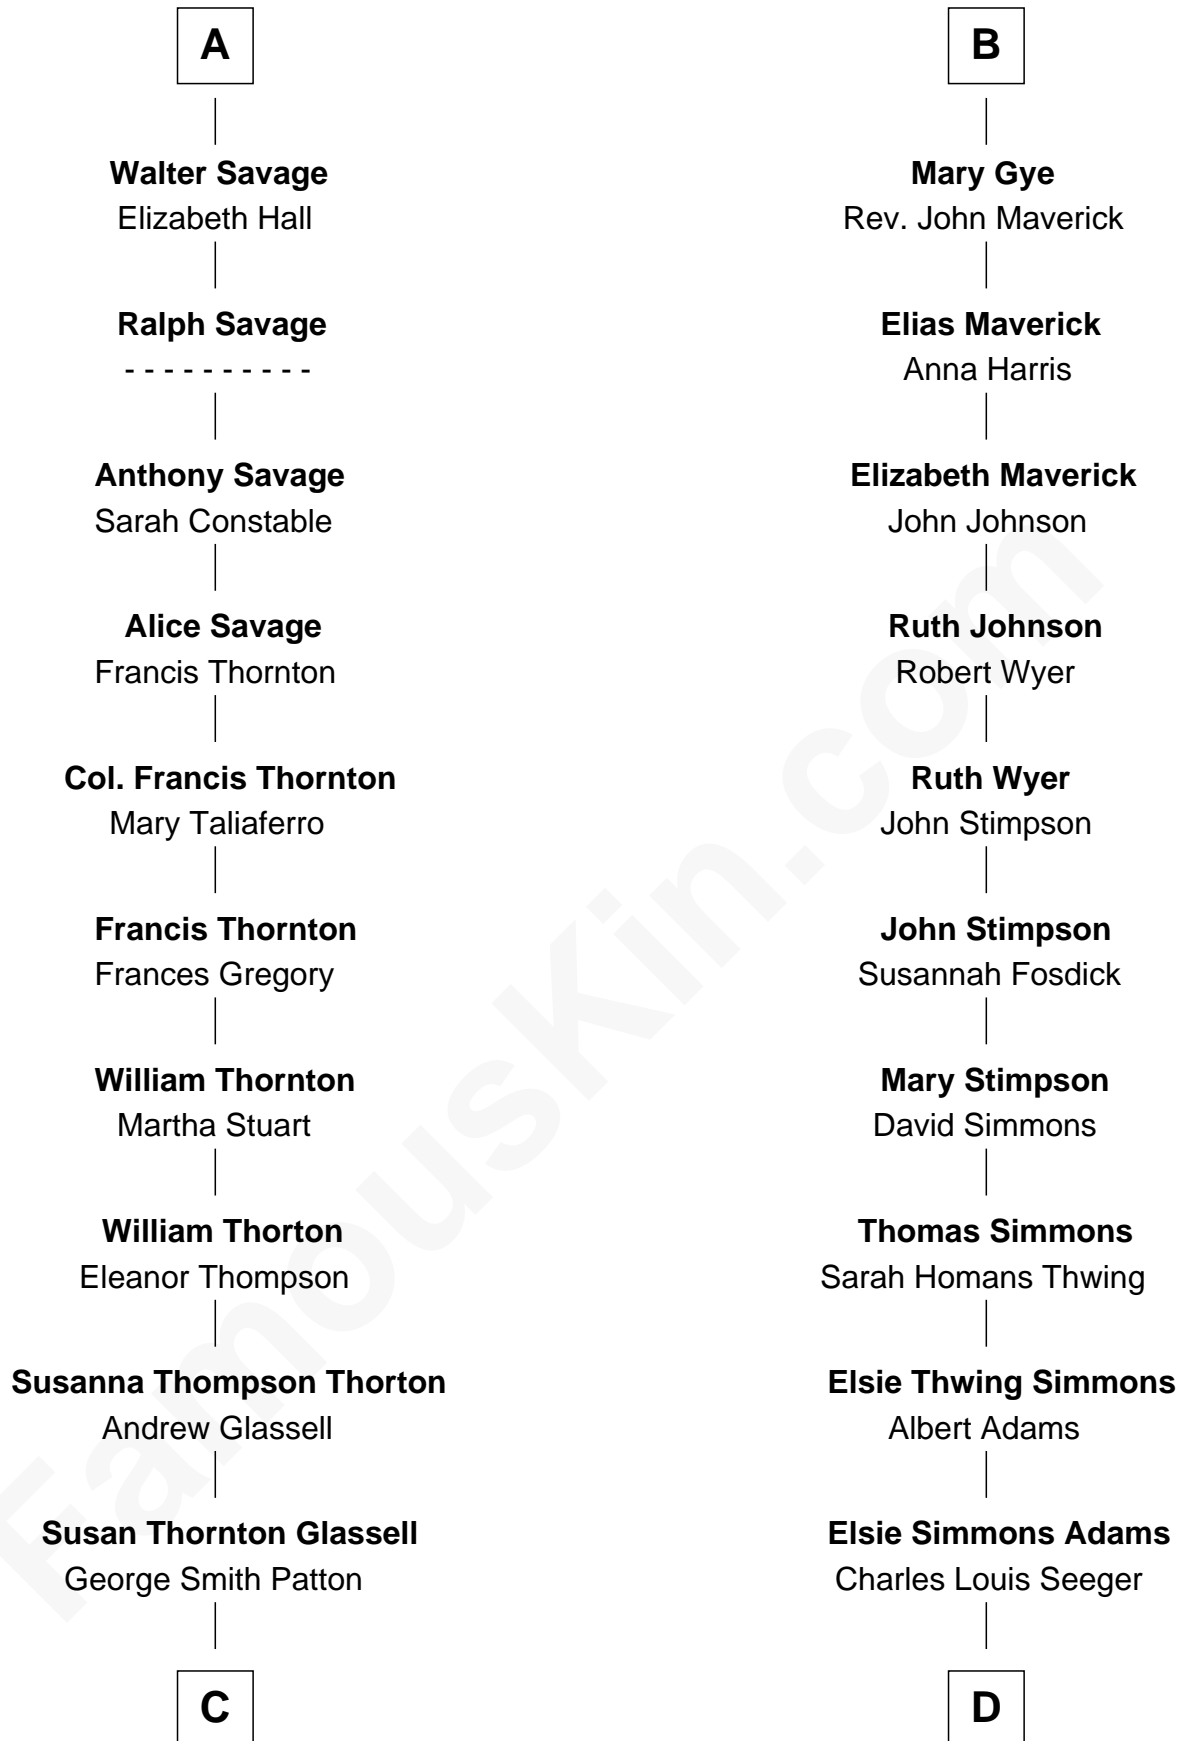 A
Walter Savage
Elizabeth Hall
Ralph Savage
- - - - - - - - - -
Anthony Savage
Sarah Constable
Alice Savage
Francis Thornton
Col. Francis Thornton
Mary Taliaferro
Francis Thornton
Frances Gregory
William Thornton
Martha Stuart
William Thorton
Eleanor Thompson
Susanna Thompson Thorton
Andrew Glassell
Susan Thornton Glassell
George Smith Patton
C
B
Mary Gye
Rev. John Maverick
Elias Maverick
Anna Harris
Elizabeth Maverick
John Johnson
Ruth Johnson
Robert Wyer
Ruth Wyer
John Stimpson
John Stimpson
Susannah Fosdick
Mary Stimpson
David Simmons
Thomas Simmons
Sarah Homans Thwing
Elsie Thwing Simmons
Albert Adams
Elsie Simmons Adams
Charles Louis Seeger
D
FamousKin.com